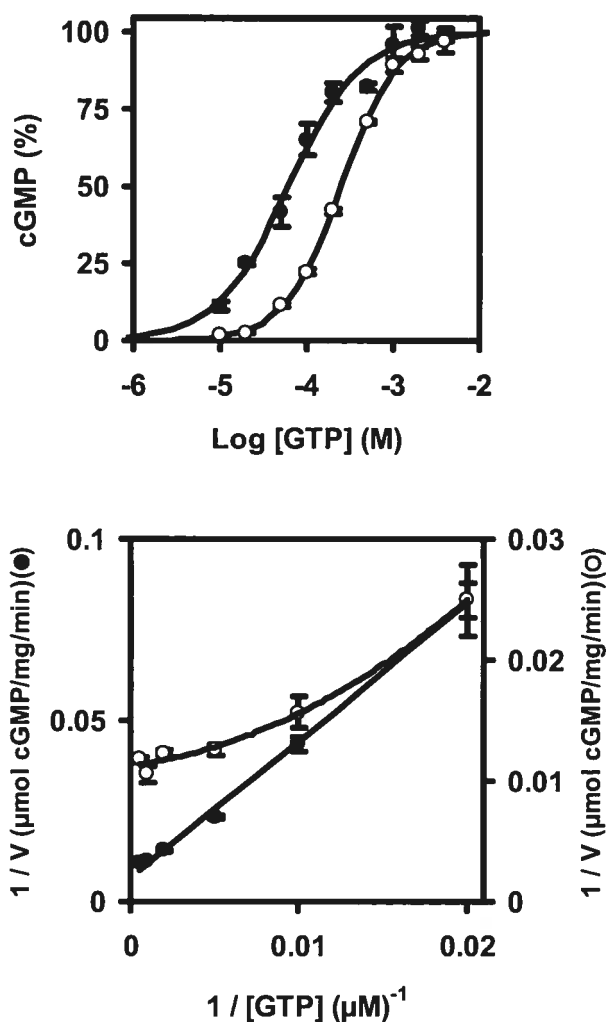 100
75
50
25
0
cGMP (%)
-6 -5 -4 -3 -2
Log [GTP] (M)
0.1
0.05
0
1 / V (µmol cGMP/mg/min)(●)
0.03
0.02
0.01
0
1 / V (µmol cGMP/mg/min)(○)
0 0.01 0.02
1 / [GTP] (µM)⁻¹